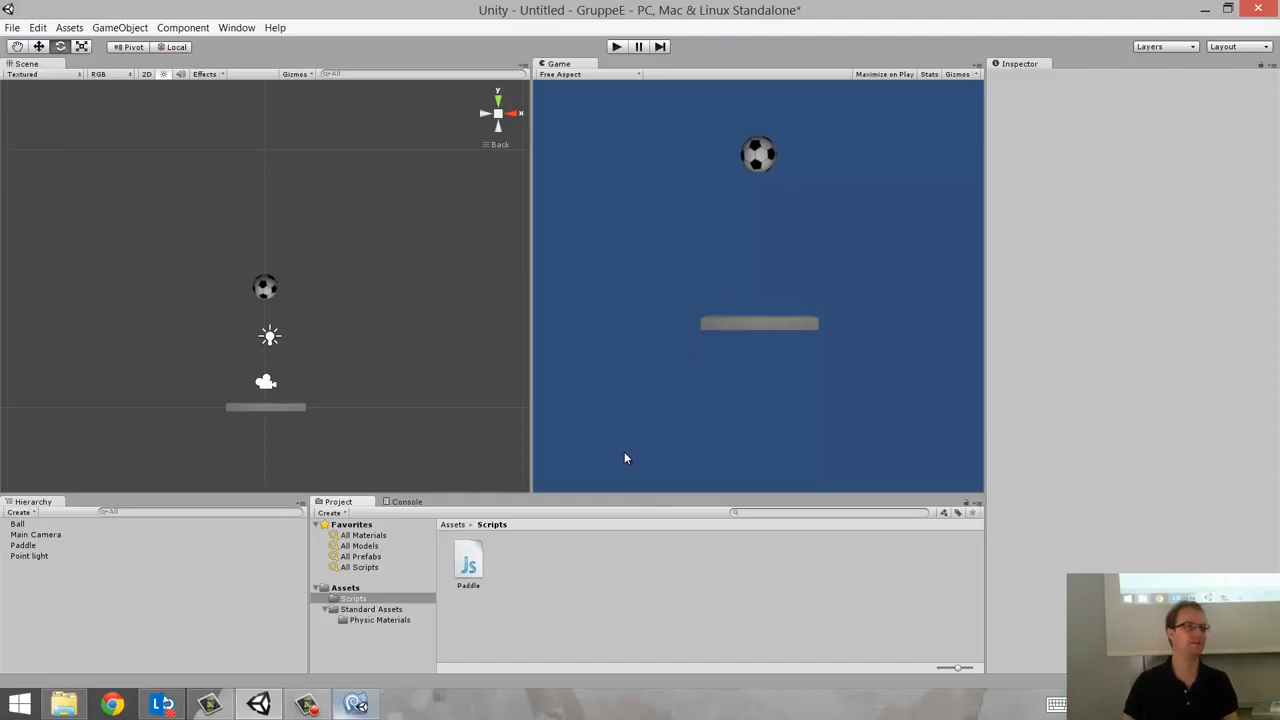 Unity - Untitled - GruppeE - PC, Mac & Linux Standalone*
File Edit Assets GameObject Component Window Help
Pivot Local Layers Layout
Scene Game Inspector
Textured RGB 2D Effects Gizmos All Free Aspect Maximize on Play Stats Gizmos
y
x
Back
Hierarchy Project Console
Create All Create
Ball
Main Camera
Paddle
Point light
Favorites
All Materials
All Models
All Prefabs
All Scripts
Assets
Scripts
Standard Assets
Physic Materials
Assets Scripts
Js
Paddle